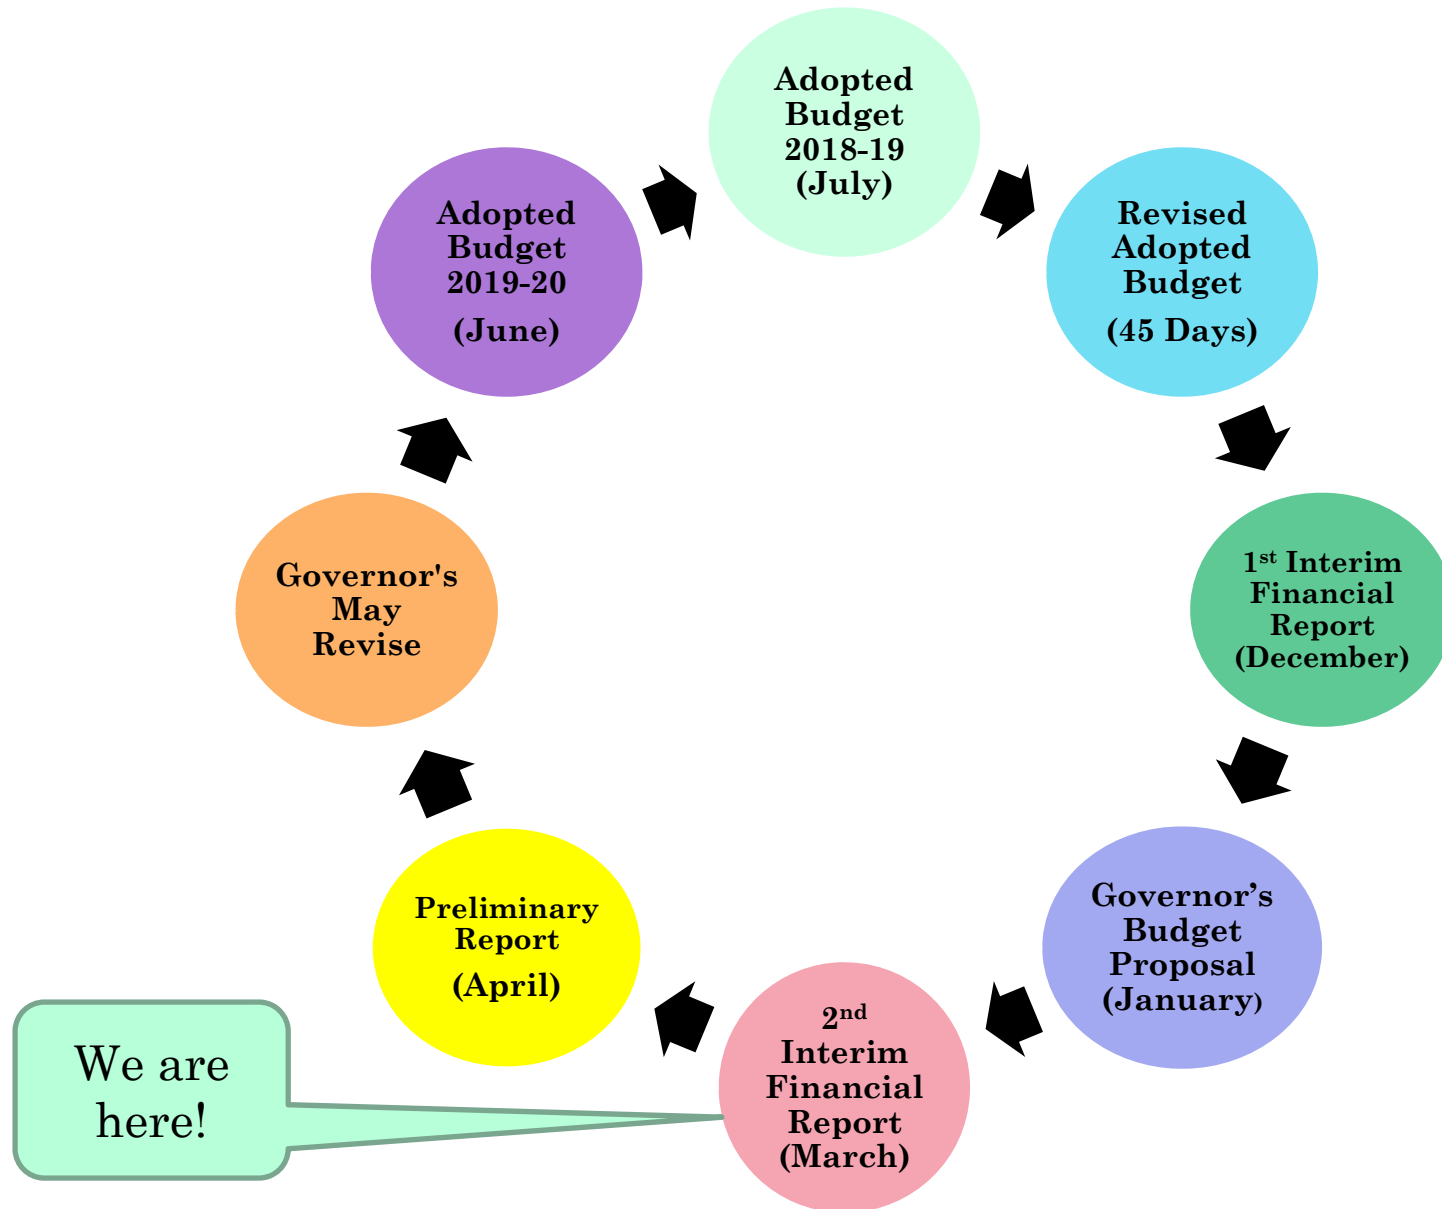 Adopted
Budget
2018-19
(July)
Revised
Adopted
Budget
(45 Days)
1st Interim
Financial
Report
(December)
Governor’s
Budget
Proposal
(January)
2nd
Interim
Financial
Report
(March)
Preliminary
Report
(April)
Governor's
May
Revise
Adopted
Budget
2019-20
(June)
We are
here!